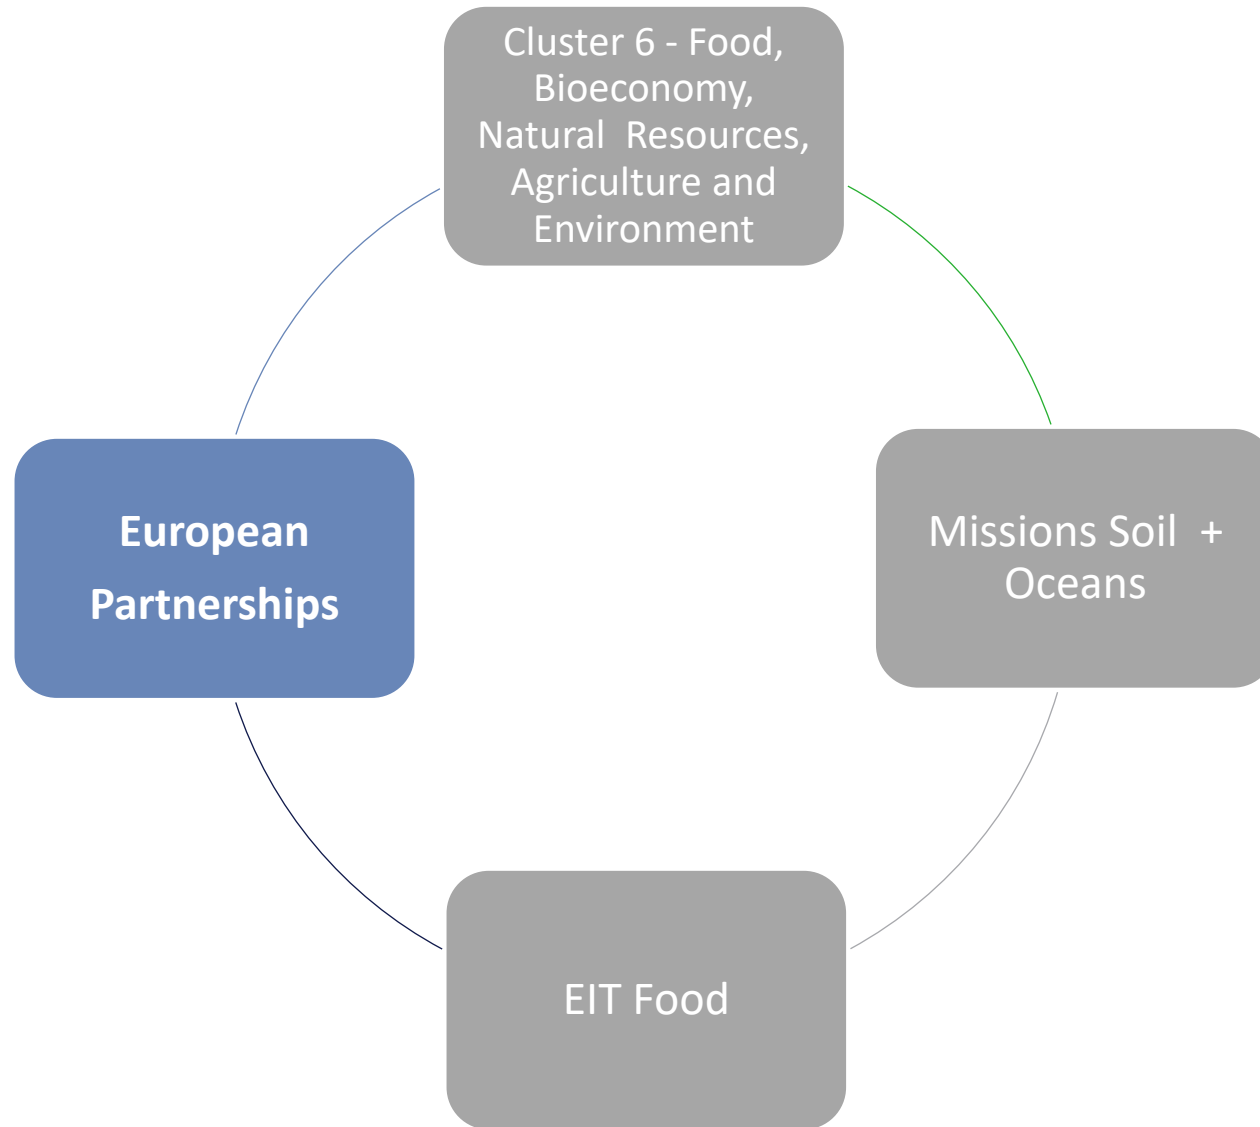 Cluster 6 - Food,
Bioeconomy,
Natural Resources,
Agriculture and
Environment
European
Partnerships
Missions Soil +
Oceans
EIT Food